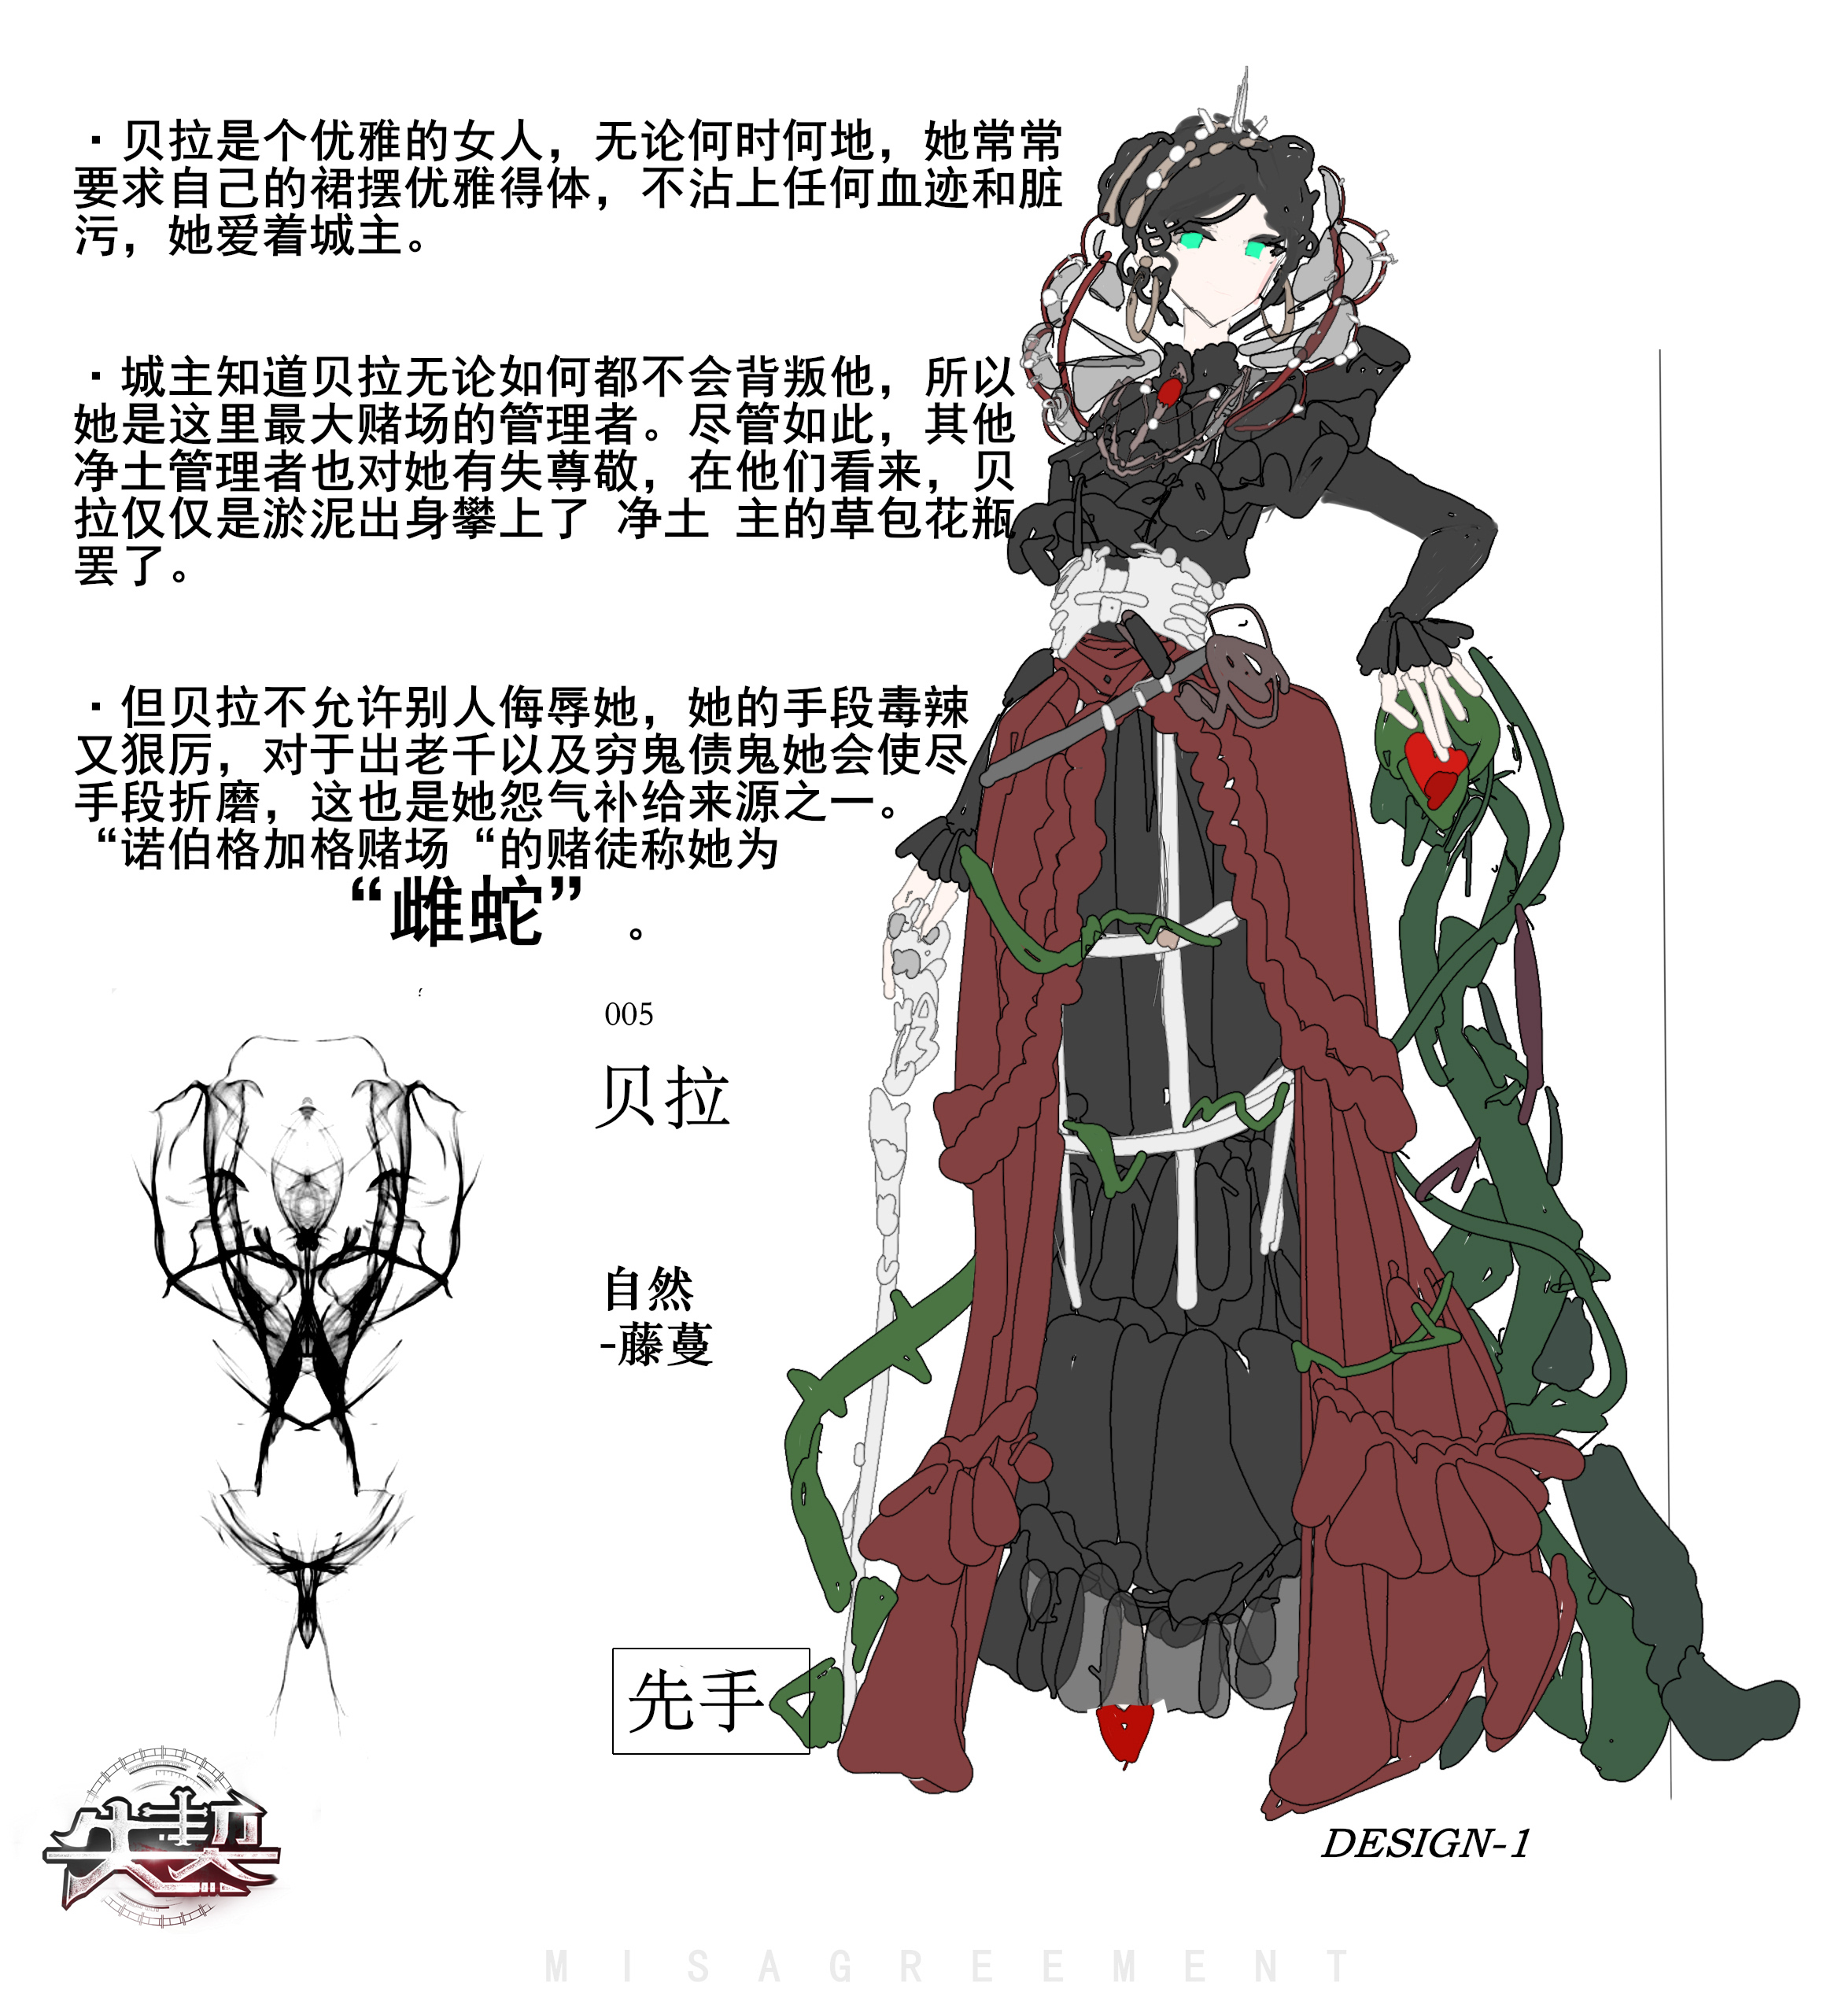 ·贝拉是个优雅的女人，无论何时何地，她常常
要求自己的裙摆优雅得体，不沾上任何血迹和脏
污，她爱着城主。
·城主知道贝拉无论如何都不会背叛他，所以
她是这里最大赌场的管理者。尽管如此，其他
净土管理者也对她有失尊敬，在他们看来，贝
拉仅仅是淤泥出身攀上了 净土 主的草包花瓶
罢了。
·但贝拉不允许别人侮辱她，她的手段毒辣
又狠厉，对于出老千以及穷鬼债鬼她会使尽
手段折磨，这也是她怨气补给来源之一。
“诺伯格加格赌场“的赌徒称她为
“雌蛇” 。
005
贝拉
自然
-藤蔓
先手
失契
DESIGN-1
MISAGREEMENT